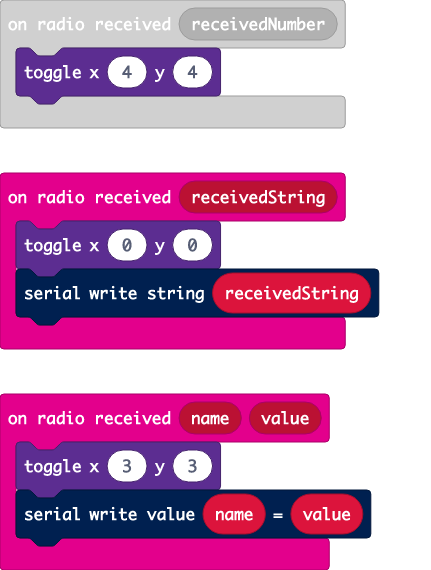 on radio received receivedNumber
toggle x 4 y 4
on radio received receivedString
toggle x 0 y 0
serial write string receivedString
on radio received name value
toggle x 3 y 3
serial write value name = value